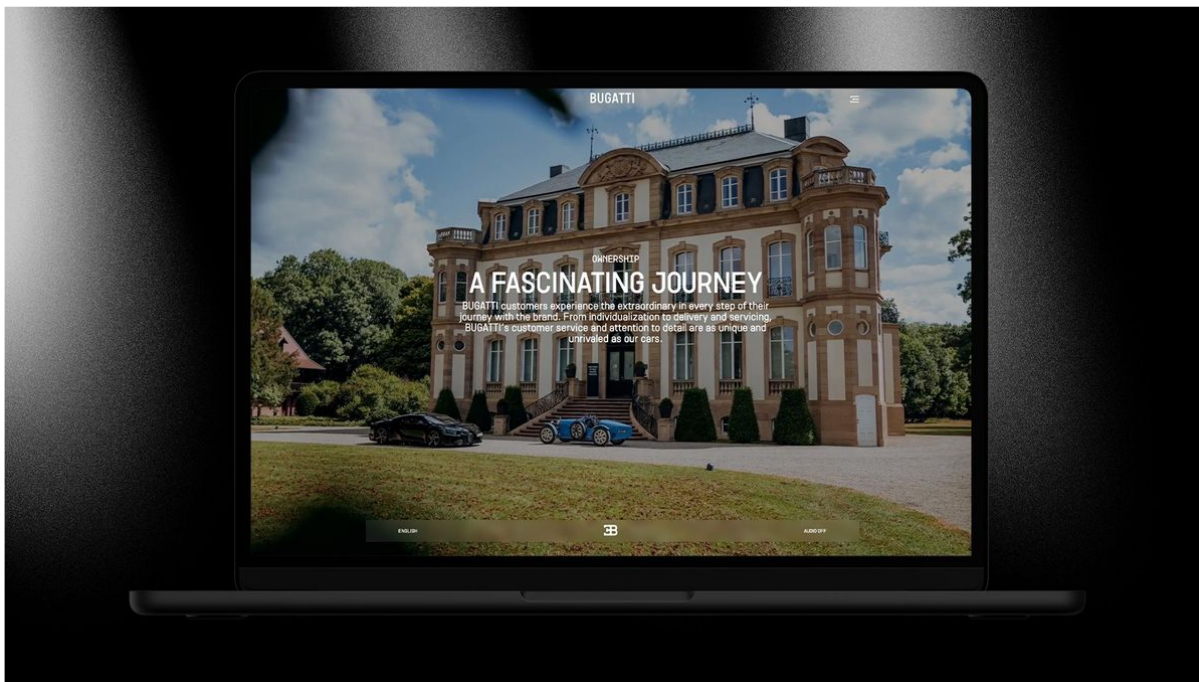 BUGATTI
OWNERSHIP
A FASCINATING JOURNEY
BUGATTI customers experience the extraordinary in every step of their
journey with the brand. From individualization to delivery and servicing,
BUGATTI's customer service and attention to detail are as unique and
unrivaled as our cars.
ENGLISH
EB
AUDIO OFF